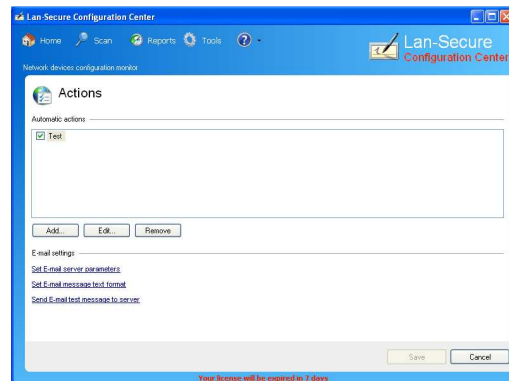 Lan-Secure Configuration Center
Home Scan Reports Tools ?
Lan-Secure
Configuration Center
Network devices configuration monitor
Actions
Automatic actions
Test
Add... Edit... Remove
E-mail settings
Set E-mail server parameters
Set E-mail message text format
Send E-mail test message to server
Save Cancel
Your license will be expired in 7 days